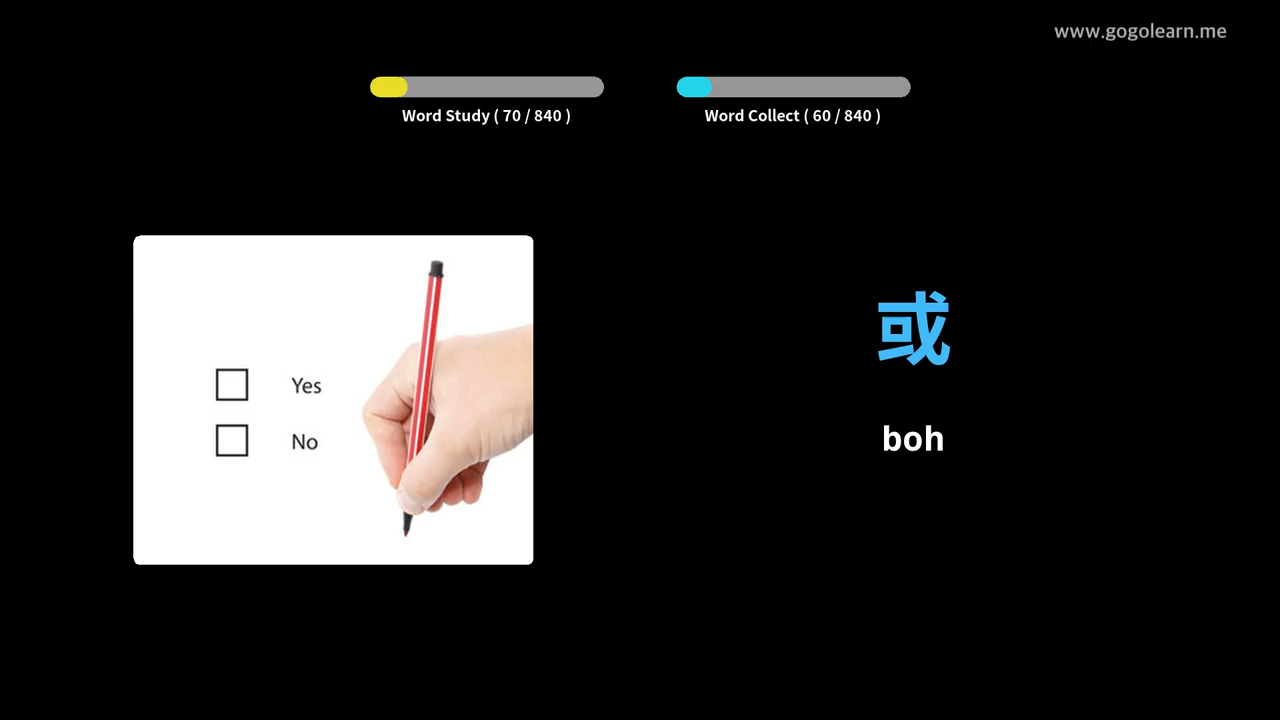 www.gogolearn.me
Word Study ( 70 / 840 )
Word Collect ( 60 / 840 )
Yes
No
或
boh